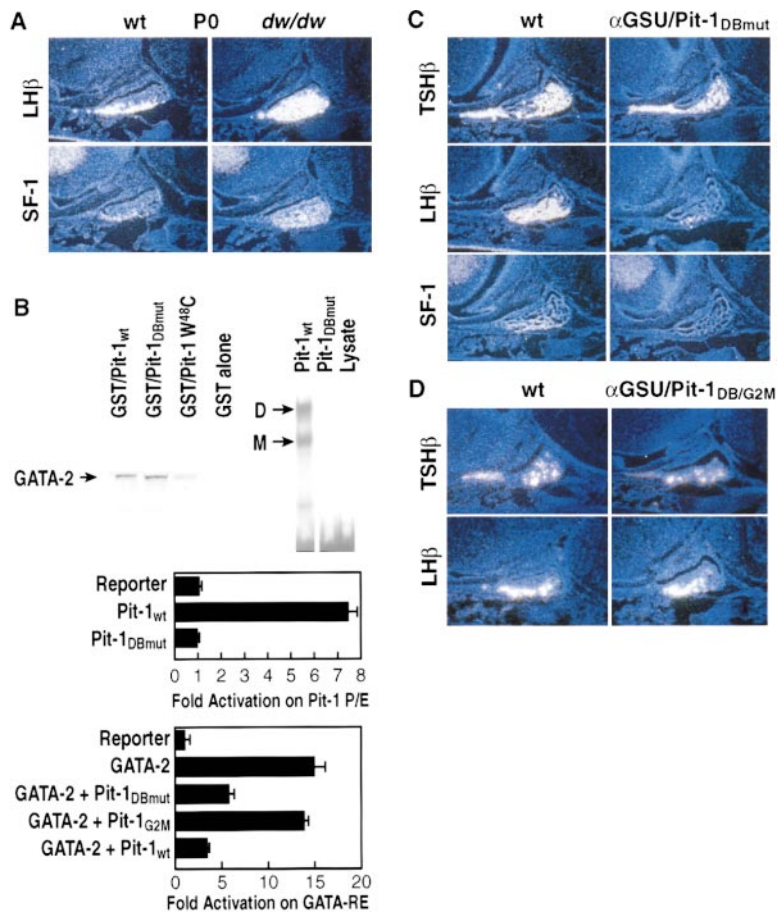 A
wt P0 dw/dw
LHβ
SF-1
B
GST/Pit-1wt
GST/Pit-1DBmut
GST/Pit-1 W48C
GST alone
GATA-2
Pit-1wt
Pit-1DBmut
Lysate
D
M
Reporter
Pit-1wt
Pit-1DBmut
0 1 2 3 4 5 6 7 8
Fold Activation on Pit-1 P/E
Reporter
GATA-2
GATA-2 + Pit-1DBmut
GATA-2 + Pit-1G2M
GATA-2 + Pit-1wt
0 5 10 15 20
Fold Activation on GATA-RE
C
wt αGSU/Pit-1DBmut
TSHβ
LHβ
SF-1
D
wt αGSU/Pit-1DB/G2M
TSHβ
LHβ